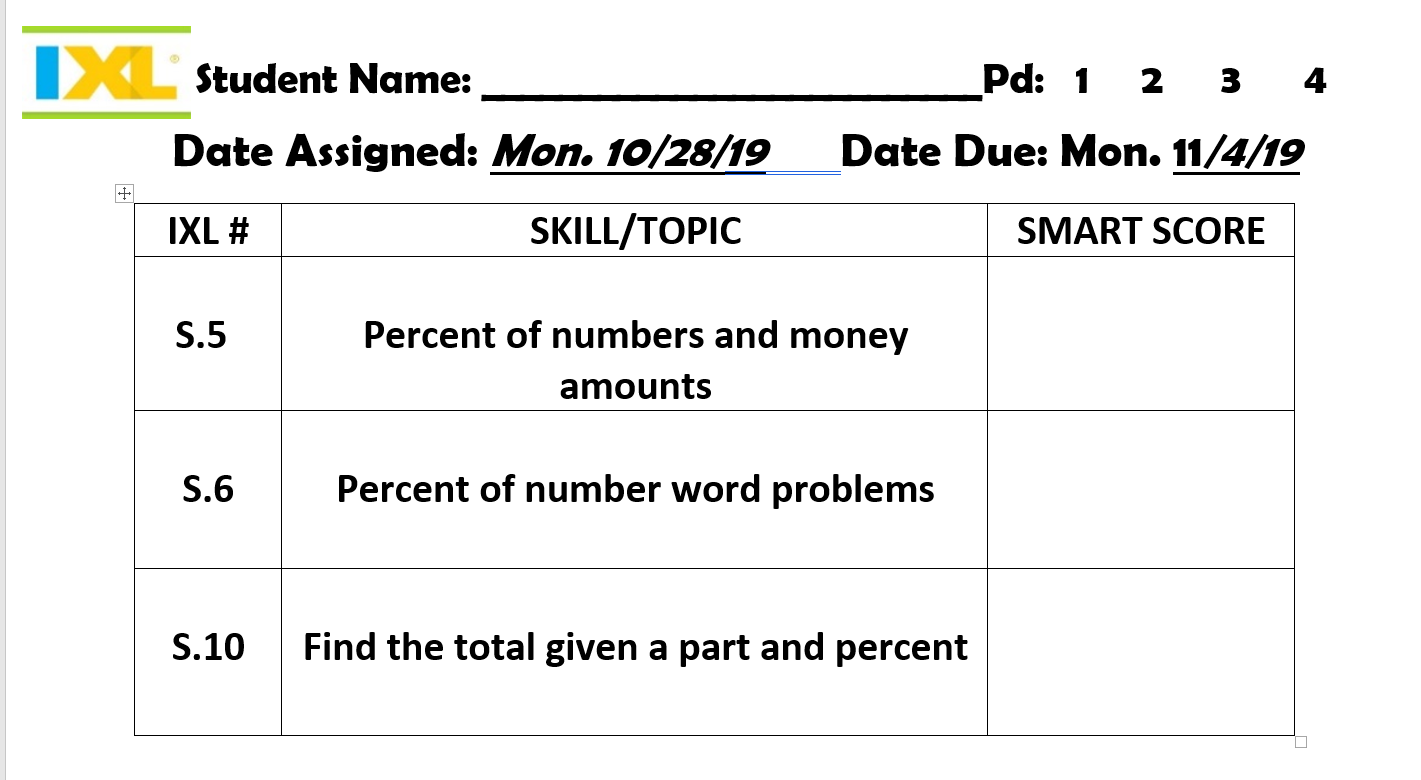 IXL® Student Name: _________________________Pd: 1 2 3 4
Date Assigned: Mon. 10/28/19 Date Due: Mon. 11/4/19
IXL # SKILL/TOPIC SMART SCORE
S.5 Percent of numbers and money
amounts
S.6 Percent of number word problems
S.10 Find the total given a part and percent